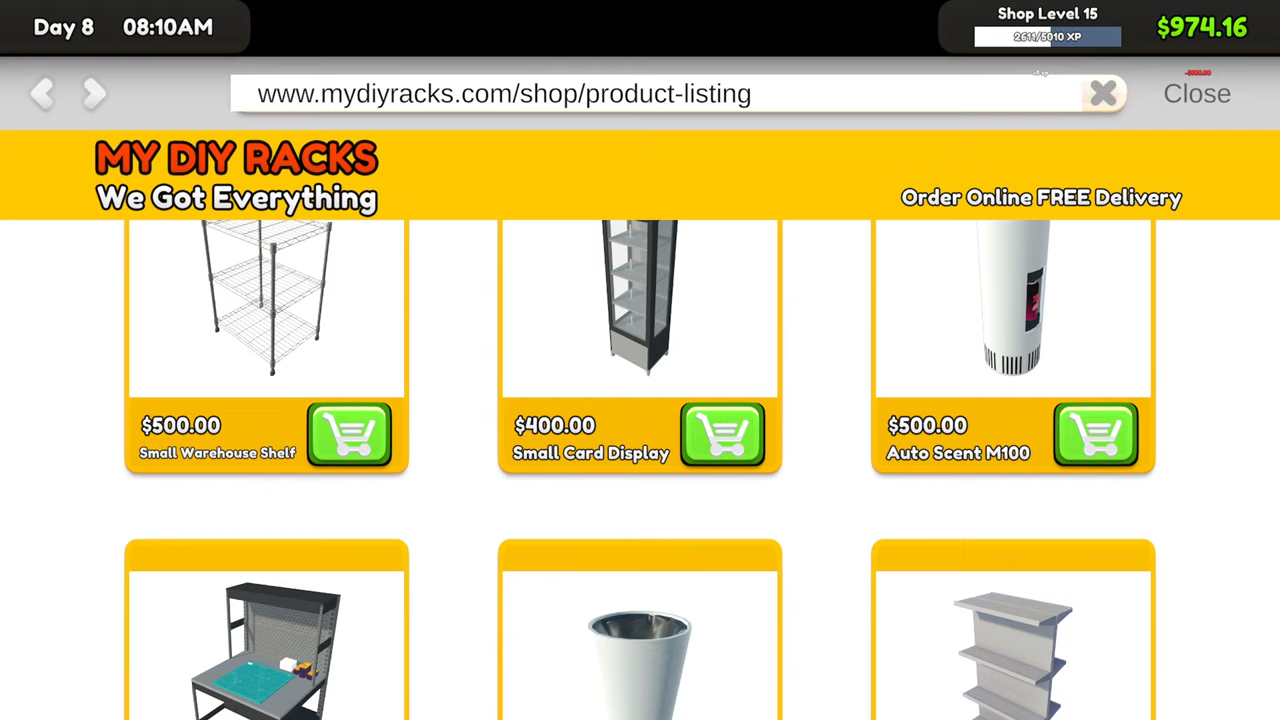 Day 8 08:10AM
Shop Level 15
2611/5010 XP
$974.16
www.mydiyracks.com/shop/product-listing
Close
MY DIY RACKS
We Got Everything
Order Online FREE Delivery
$500.00
Small Warehouse Shelf
$400.00
Small Card Display
$500.00
Auto Scent M100